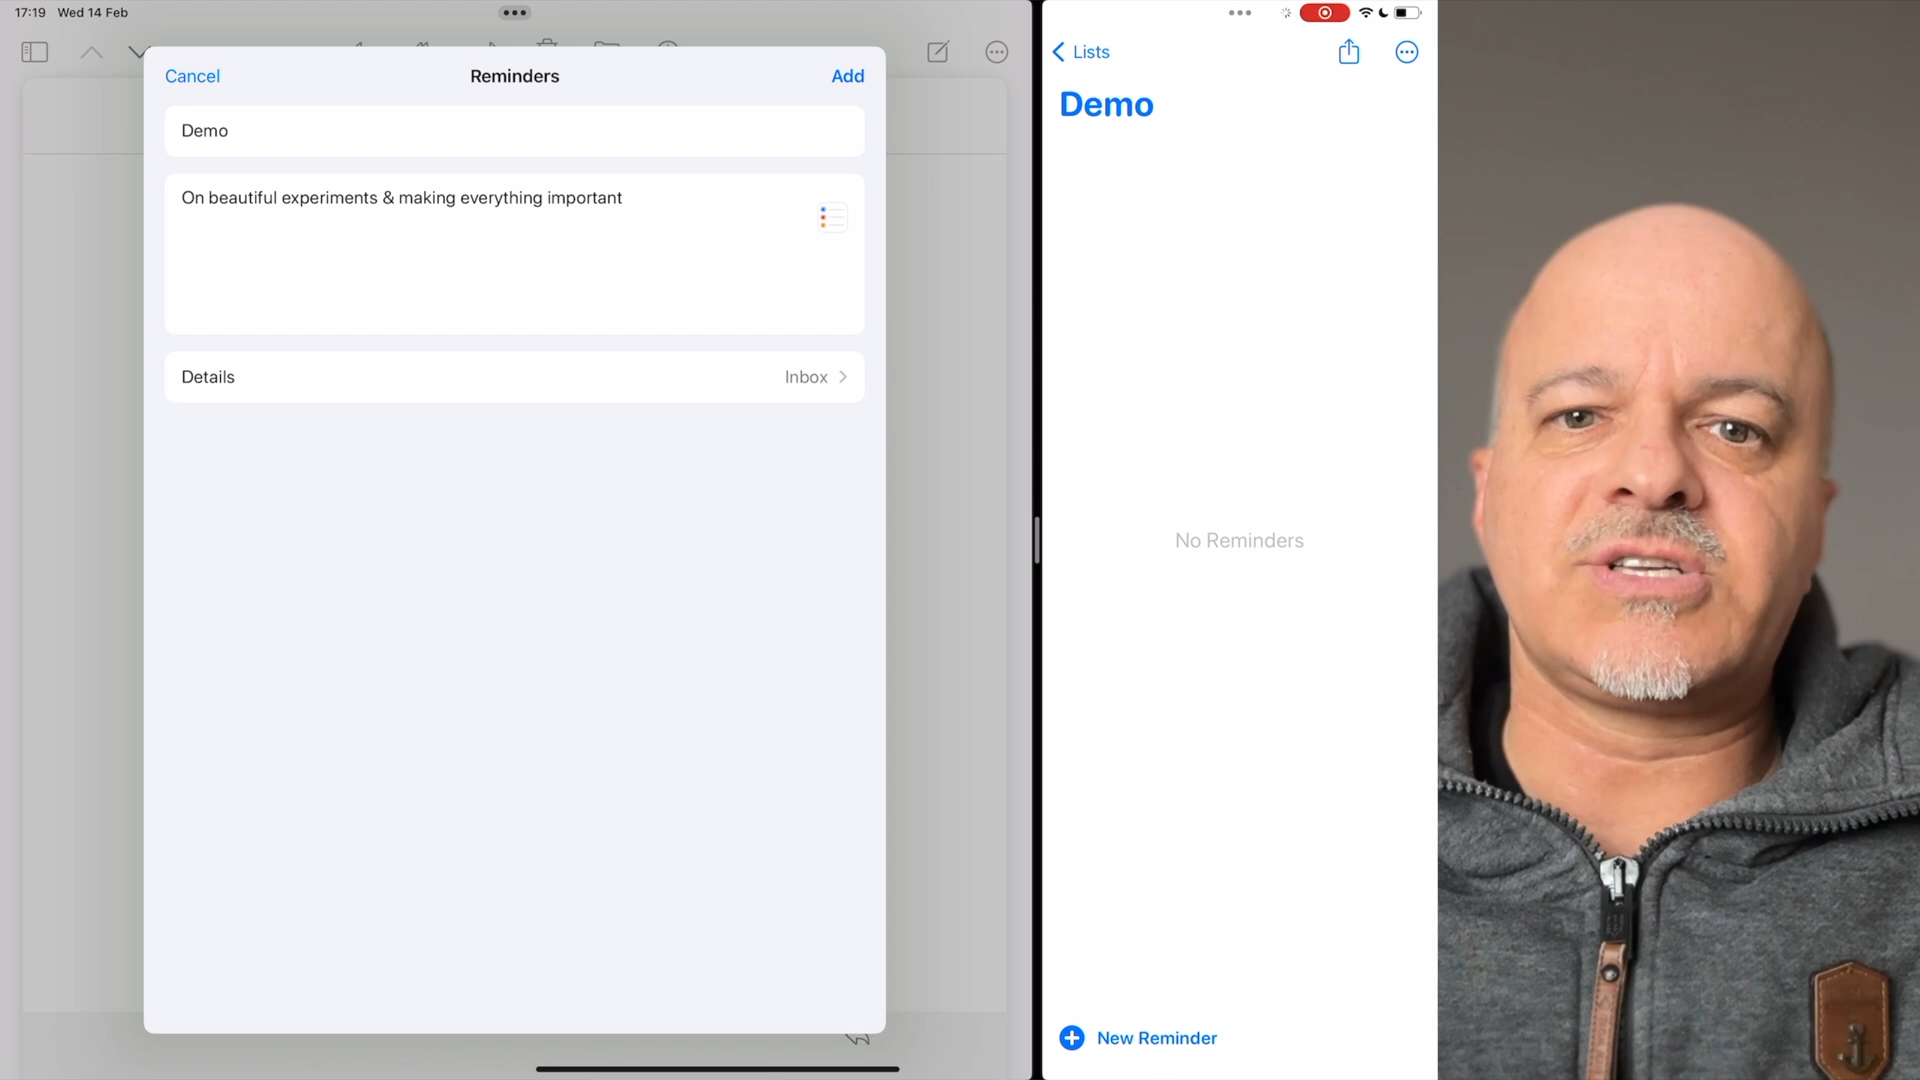 17:19 Wed 14 Feb
Cancel
Reminders
Add
Demo
On beautiful experiments & making everything important
Details
Inbox
Lists
Demo
No Reminders
New Reminder